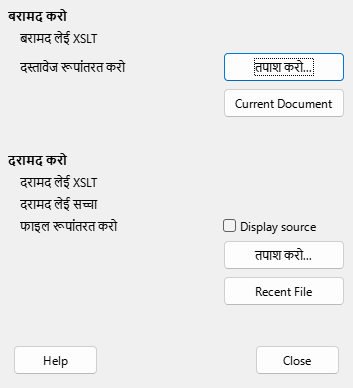 बरामद करो
बरामद लेई XSLT
दस्तावेज रूपांतरत करो
तपाश करो...
Current Document
दरामद करो
दरामद लेई XSLT
दरामद लेई सच्चा
फाइल रूपांतरत करो
Display source
तपाश करो...
Recent File
Help
Close